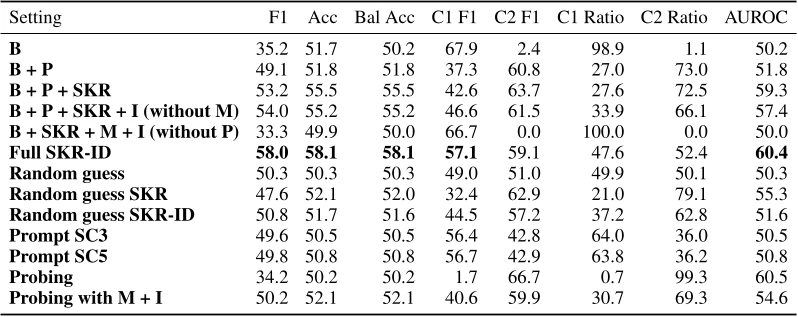 Setting F1 Acc Bal Acc C1 F1 C2 F1 C1 Ratio C2 Ratio AUROC
B 35.2 51.7 50.2 67.9 2.4 98.9 1.1 50.2
B + P 49.1 51.8 51.8 37.3 60.8 27.0 73.0 51.8
B + P + SKR 53.2 55.5 55.5 42.6 63.7 27.6 72.5 59.3
B + P + SKR + I (without M) 54.0 55.2 55.2 46.6 61.5 33.9 66.1 57.4
B + SKR + M + I (without P) 33.3 49.9 50.0 66.7 0.0 100.0 0.0 50.0
Full SKR-ID 58.0 58.1 58.1 57.1 59.1 47.6 52.4 60.4
Random guess 50.3 50.3 50.3 49.0 51.0 49.9 50.1 50.3
Random guess SKR 47.6 52.1 52.0 32.4 62.9 21.0 79.1 55.3
Random guess SKR-ID 50.8 51.7 51.6 44.5 57.2 37.2 62.8 51.6
Prompt SC3 49.6 50.5 50.5 56.4 42.8 64.0 36.0 50.5
Prompt SC5 49.8 50.8 50.8 56.7 42.9 63.8 36.2 50.8
Probing 34.2 50.2 50.2 1.7 66.7 0.7 99.3 60.5
Probing with M + I 50.2 52.1 52.1 40.6 59.9 30.7 69.3 54.6